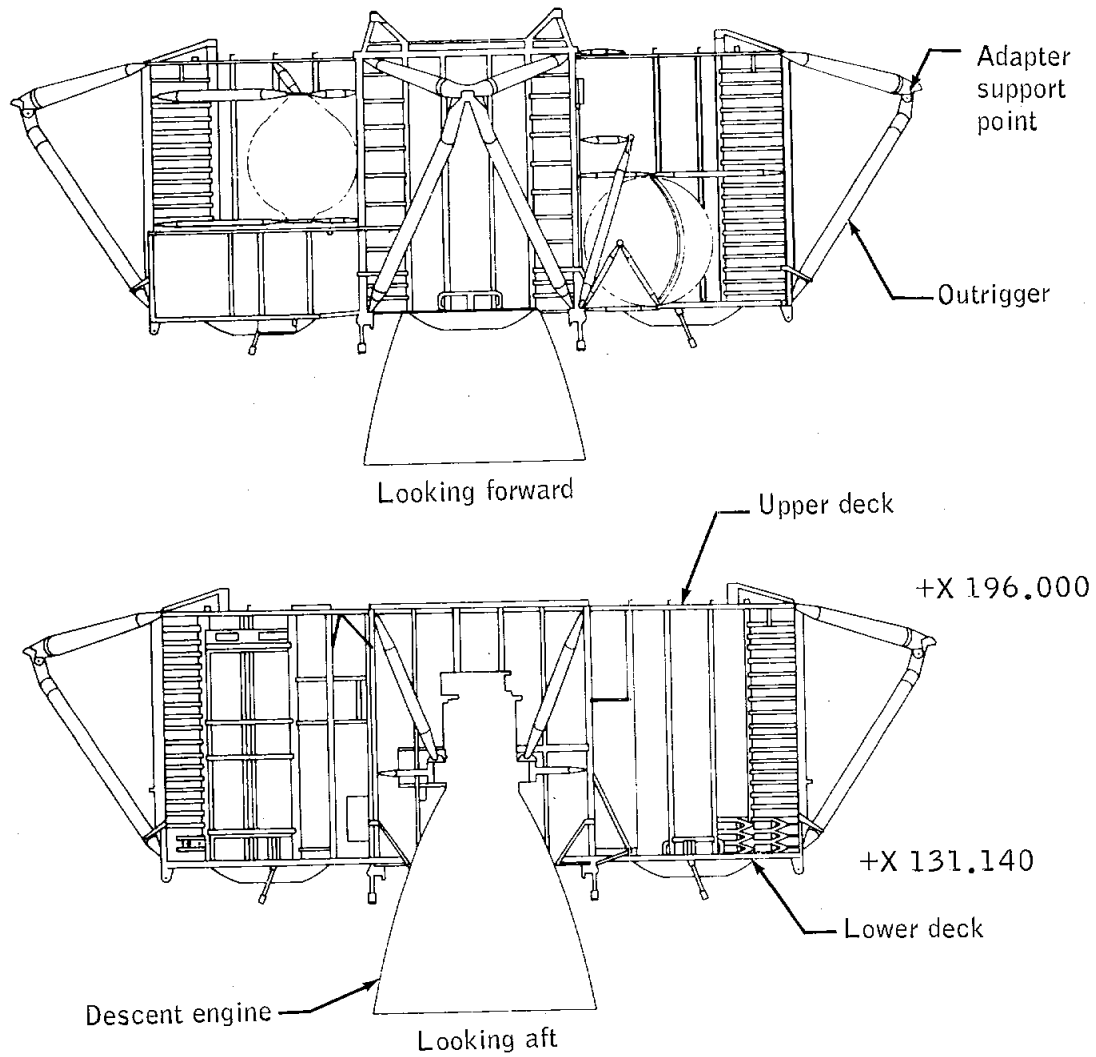 Adapter
support
point
Outrigger
Looking forward
Upper deck
+X 196.000
+X 131.140
Lower deck
Descent engine
Looking aft